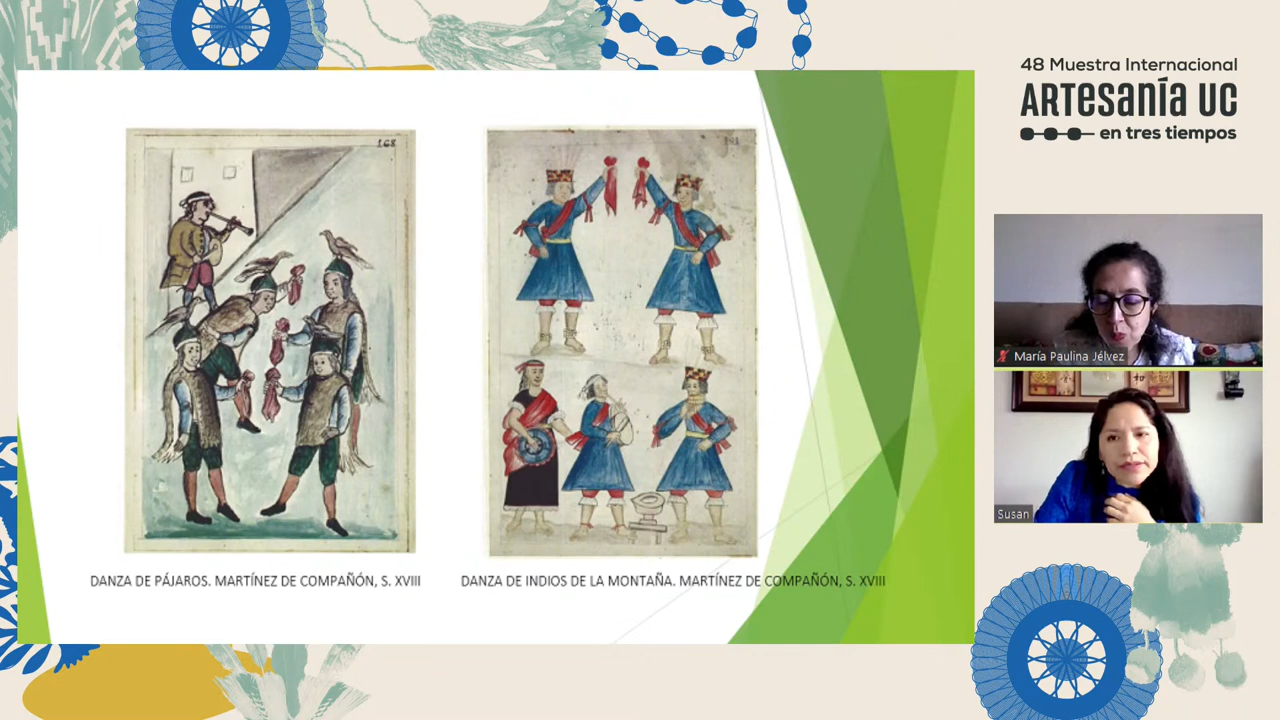 48 Muestra Internacional
ARTESANÍA UC
en tres tiempos
168
DANZA DE PÁJAROS. MARTÍNEZ DE COMPAÑÓN, S. XVIII
DANZA DE INDIOS DE LA MONTAÑA. MARTÍNEZ DE COMPAÑÓN, S. XVIII
María Paulina Jélvez
Susan